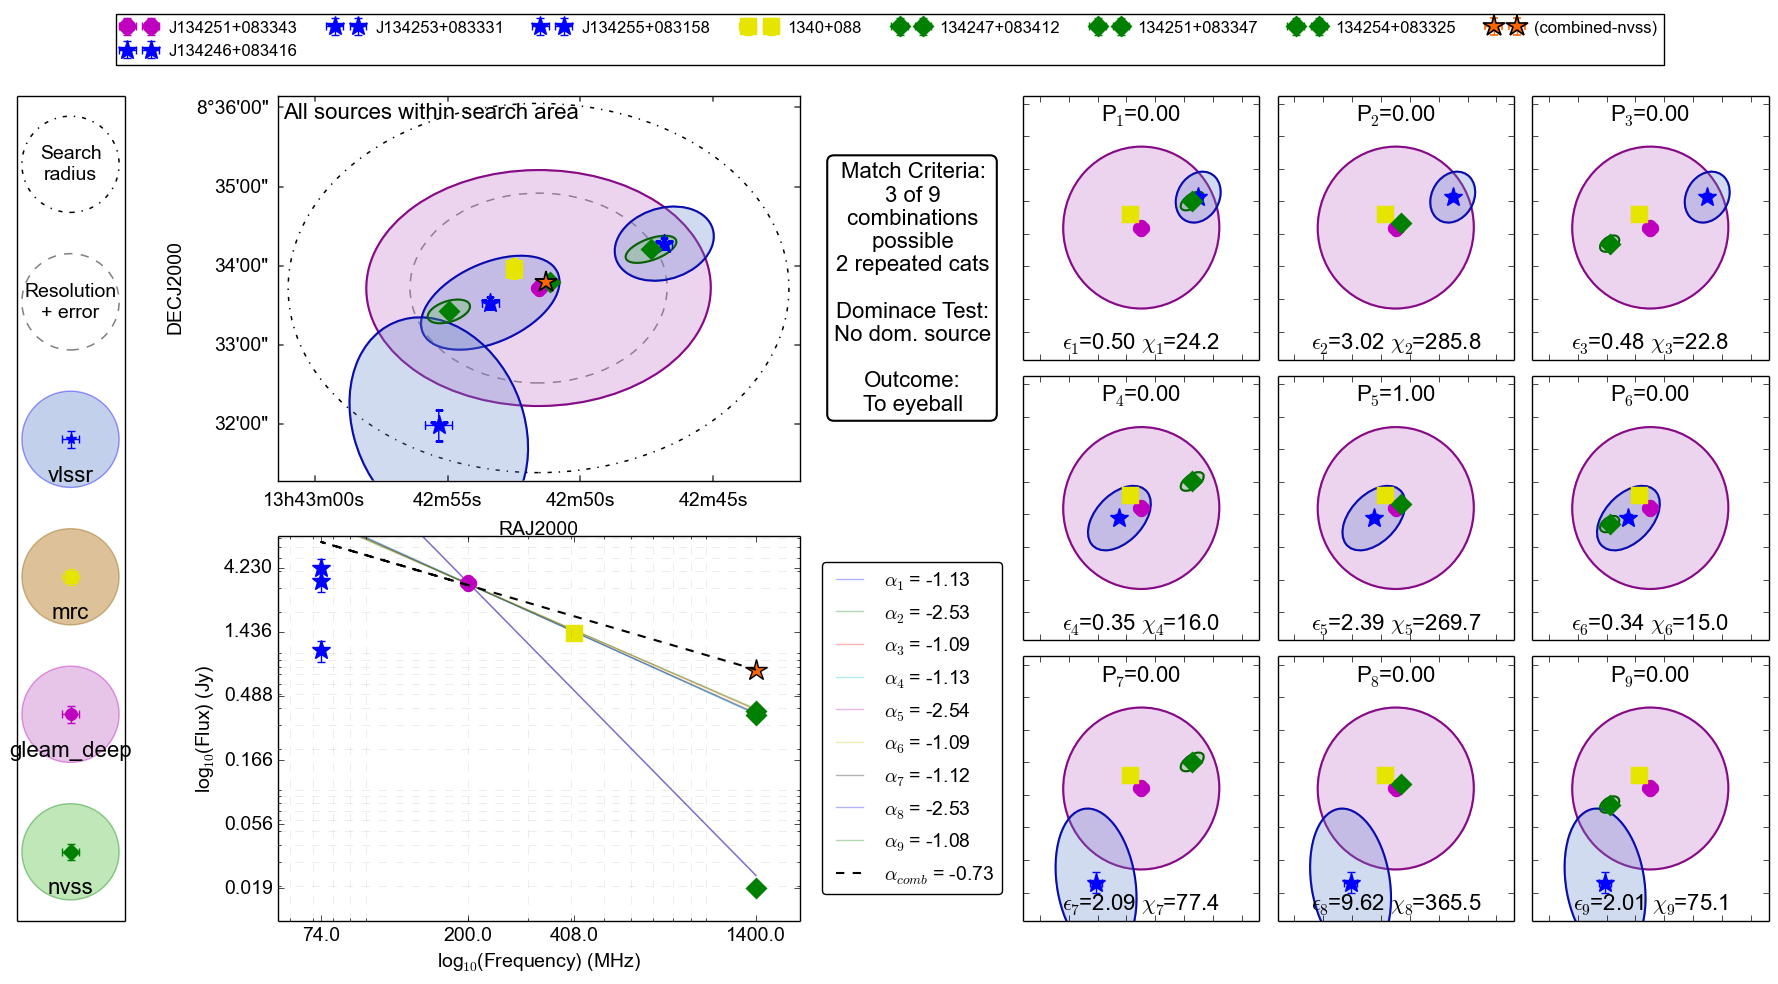 J134251+083343
J134253+083331
J134255+083158
1340+088
134247+083412
134251+083347
134254+083325
(combined-nvss)
J134246+083416
Search
radius
Resolution
+ error
vlssr
mrc
gleam_deep
nvss
All sources within search area
8°36'00"
35'00"
34'00"
33'00"
32'00"
DECJ2000
13h43m00s
42m55s
42m50s
42m45s
RAJ2000
Match Criteria:
3 of 9
combinations
possible
2 repeated cats
Dominace Test:
No dom. source
Outcome:
To eyeball
4.230
1.436
0.488
0.166
0.056
0.019
log10(Flux) (Jy)
74.0
200.0
408.0
1400.0
log10(Frequency) (MHz)
α1 = -1.13
α2 = -2.53
α3 = -1.09
α4 = -1.13
α5 = -2.54
α6 = -1.09
α7 = -1.12
α8 = -2.53
α9 = -1.08
αcomb = -0.73
P1=0.00
ϵ1=0.50 χ1=24.2
P2=0.00
ϵ2=3.02 χ2=285.8
P3=0.00
ϵ3=0.48 χ3=22.8
P4=0.00
ϵ4=0.35 χ4=16.0
P5=1.00
ϵ5=2.39 χ5=269.7
P6=0.00
ϵ6=0.34 χ6=15.0
P7=0.00
ϵ7=2.09 χ7=77.4
P8=0.00
ϵ8=9.62 χ8=365.5
P9=0.00
ϵ9=2.01 χ9=75.1